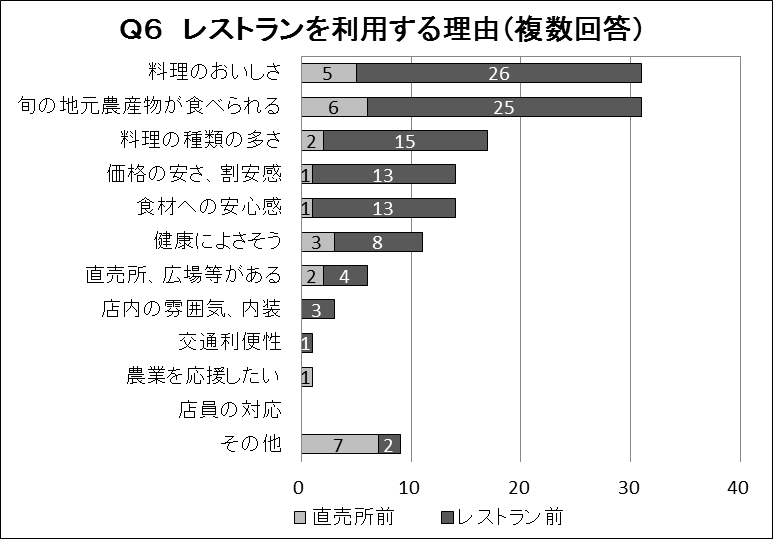 Q6　レストランを利用する理由（複数回答）
料理のおいしさ 5 26
旬の地元農産物が食べられる 6 25
料理の種類の多さ 2 15
価格の安さ、割安感 1 13
食材への安心感 1 13
健康によさそう 3 8
直売所、広場等がある 2 4
店内の雰囲気、内装 3
交通利便性 1
農業を応援したい 1
店員の対応
その他 7 2
0 10 20 30 40
直売所前 レストラン前